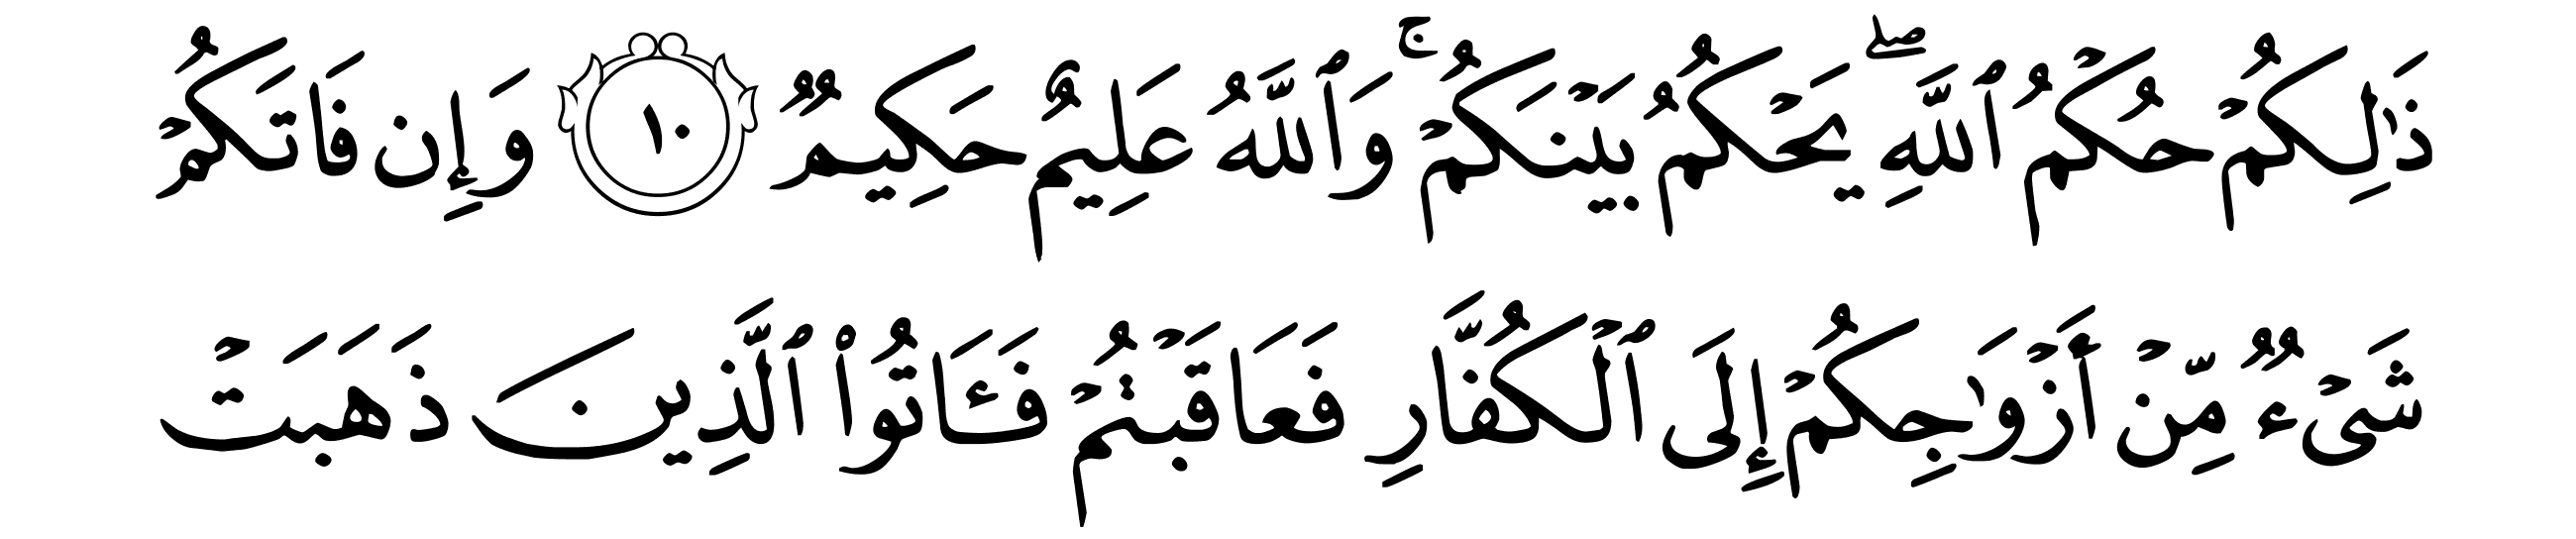 ذَٰلِكُمۡ حُكۡمُ ٱللَّهِۖ يَحۡكُمُ بَيۡنَكُمۡۚ وَٱللَّهُ عَلِيمٌ حَكِيمٞ ١٠ وَإِن فَاتَكُمۡ
شَيۡءٞ مِّنۡ أَزۡوَٰجِكُمۡ إِلَى ٱلۡكُفَّارِ فَعَاقَبۡتُمۡ فَـَٔاتُواْ ٱلَّذِينَ ذَهَبَتۡ